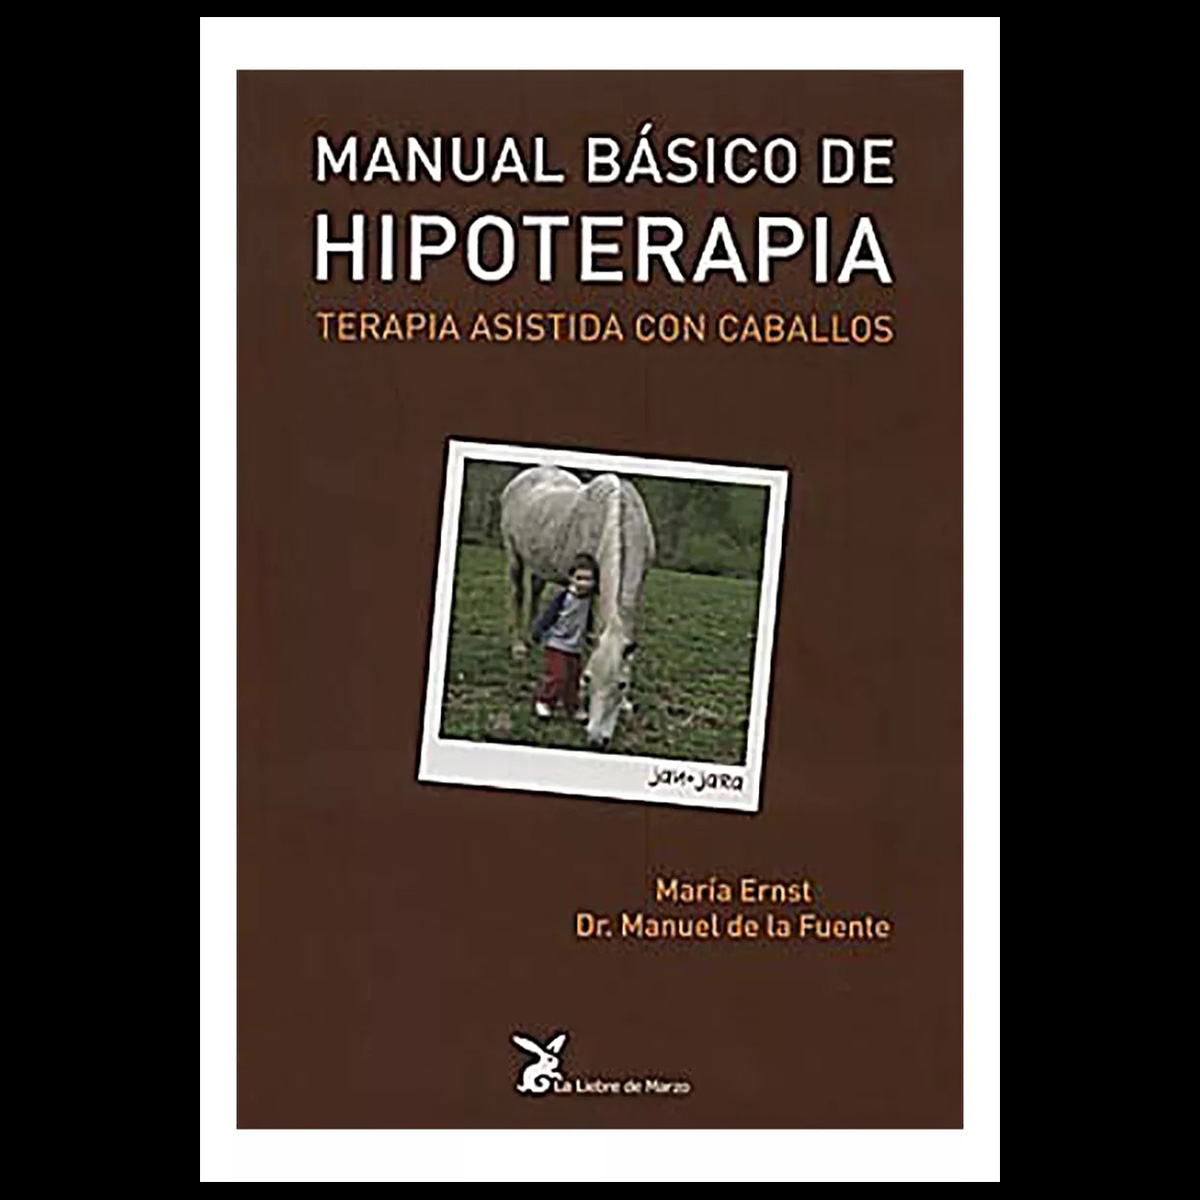 MANUAL BÁSICO DE
HIPOTERAPIA
TERAPIA ASISTIDA CON CABALLOS
jan•jara
María Ernst
Dr. Manuel de la Fuente
La Liebre de Marzo